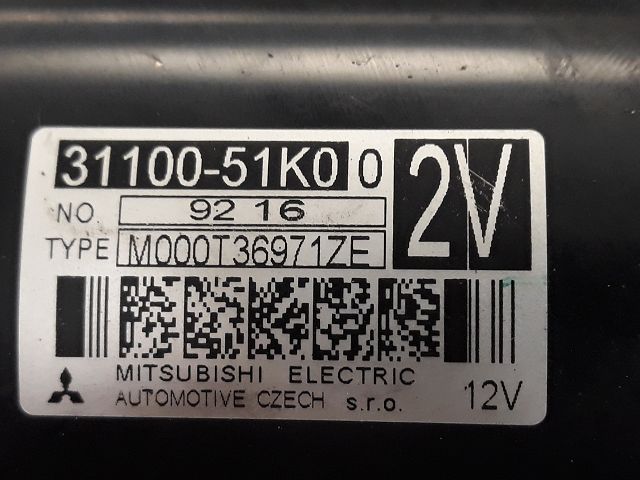 31100-51K0 0
2V
NO. 92 16
TYPE M000T36971ZE
MITSUBISHI ELECTRIC
AUTOMOTIVE CZECH s.r.o.
12V